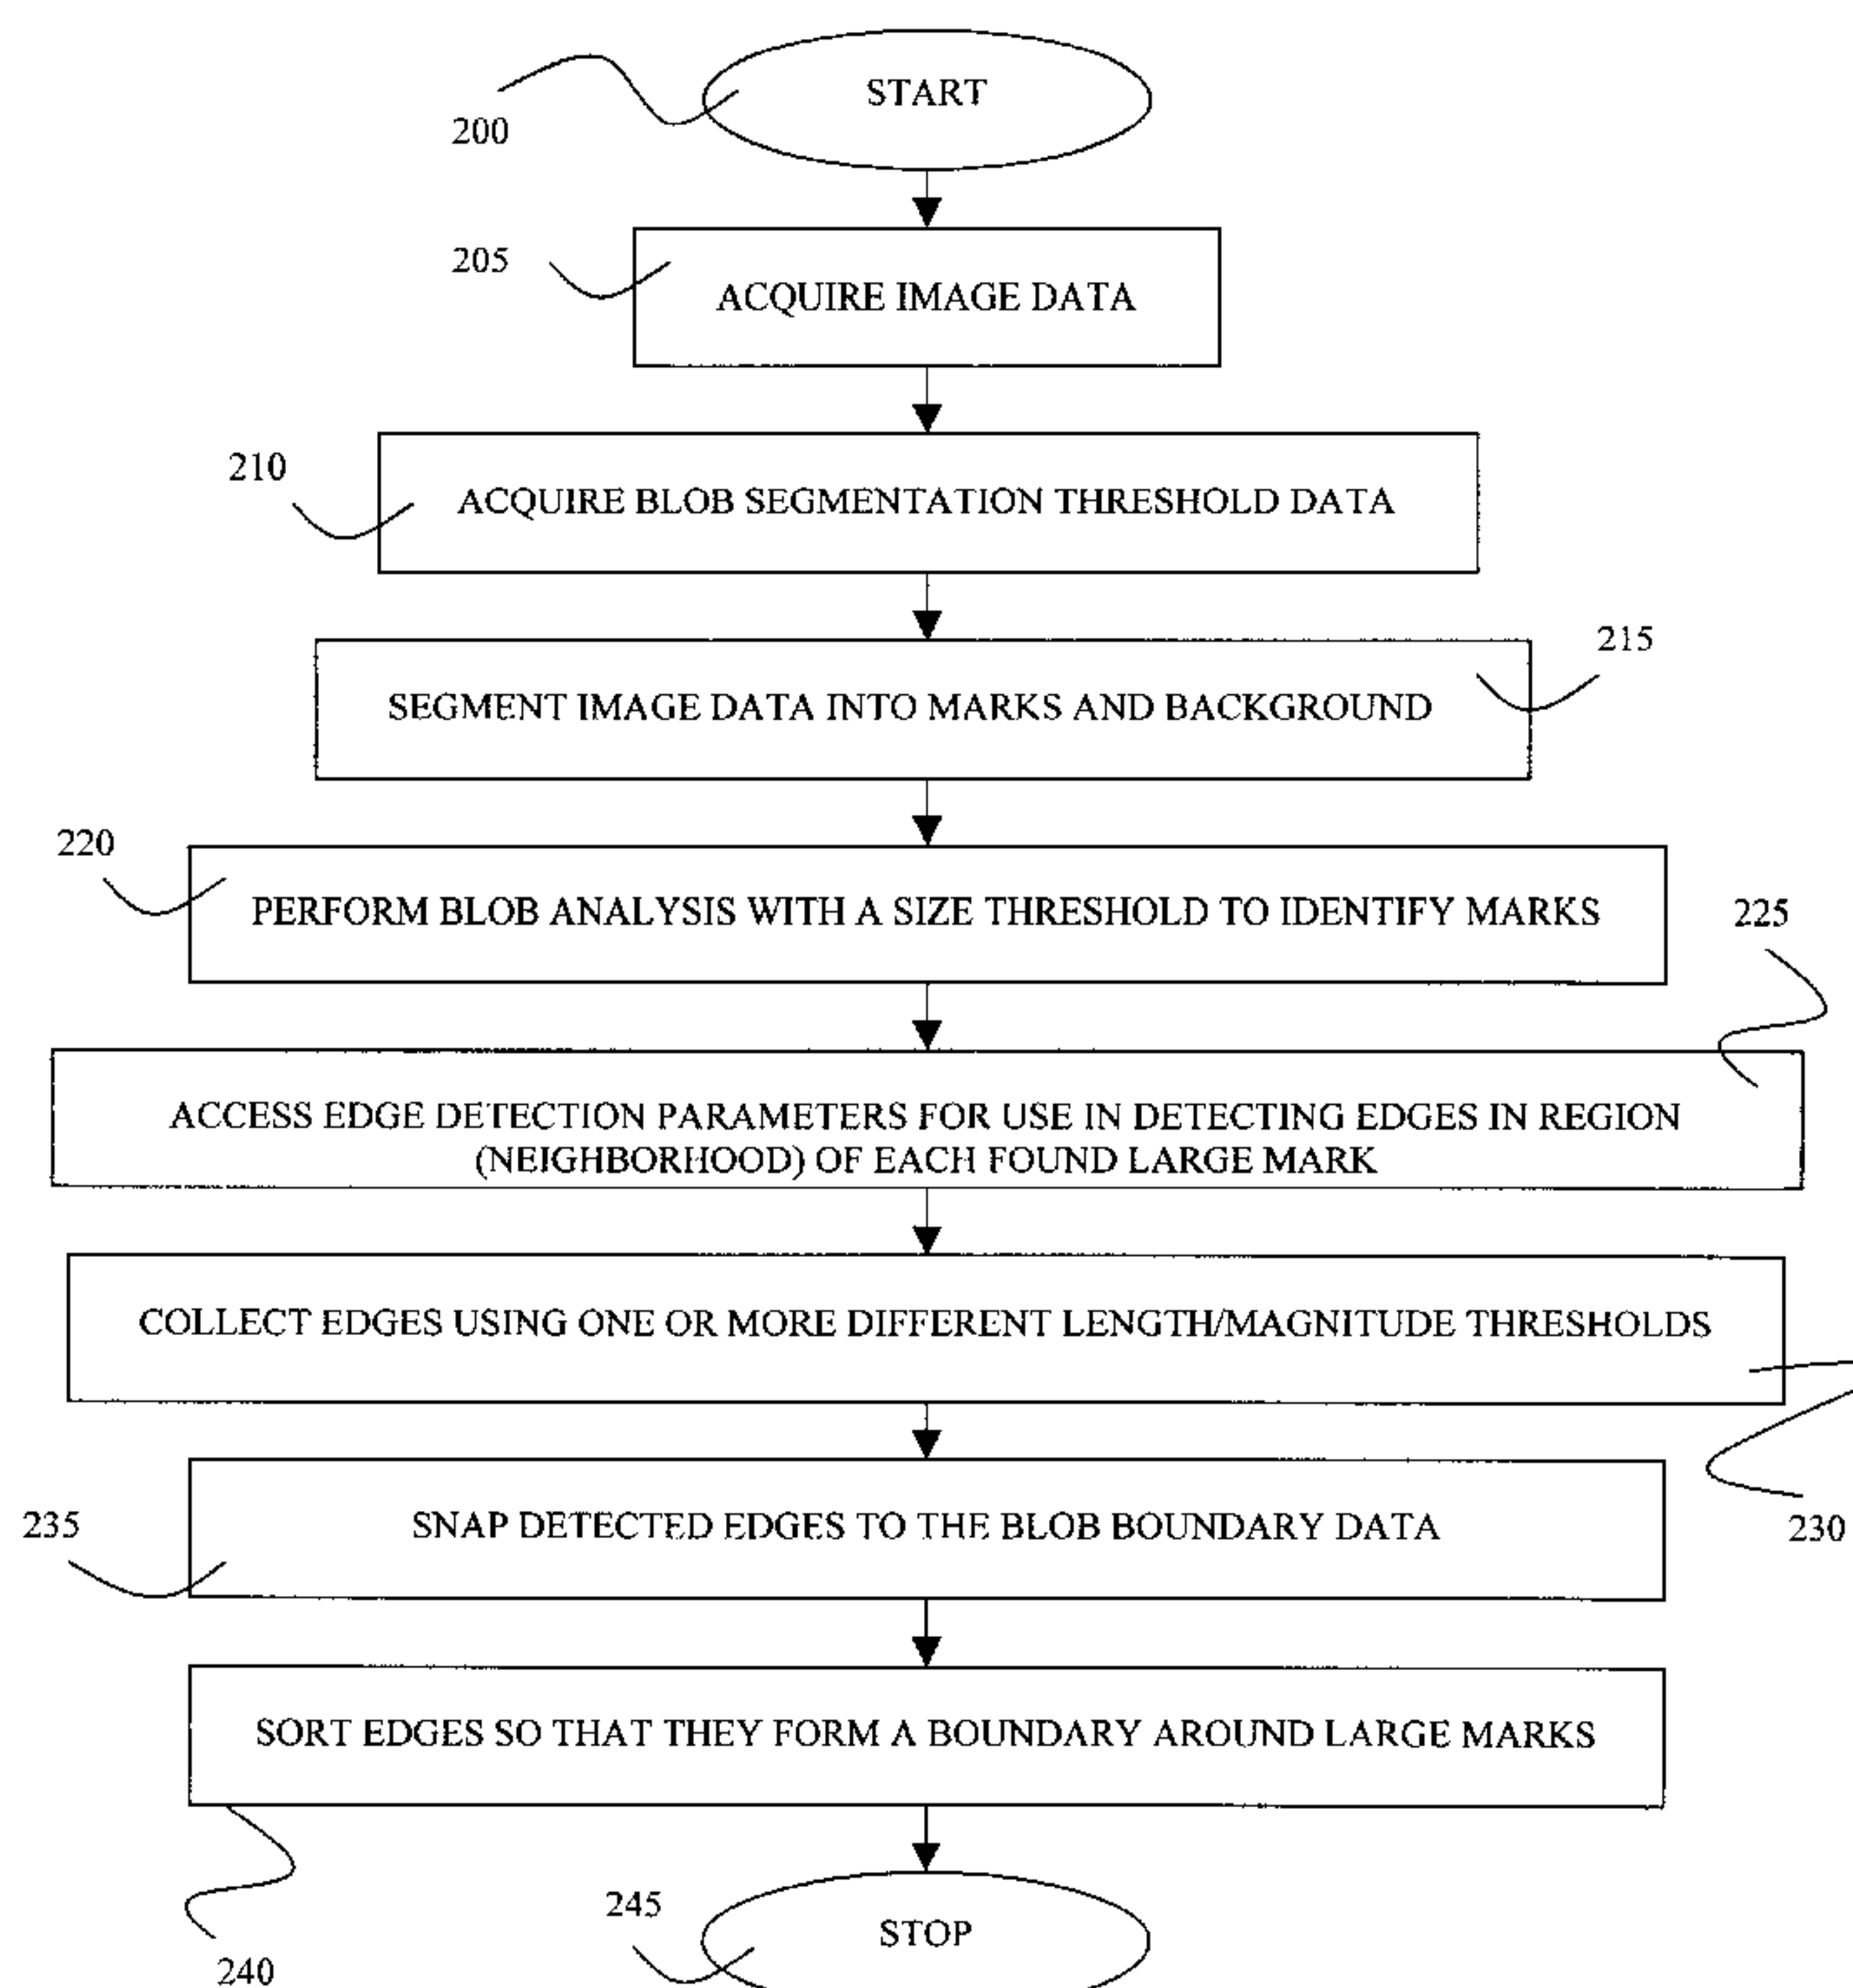 START
200
205
ACQUIRE IMAGE DATA
210
ACQUIRE BLOB SEGMENTATION THRESHOLD DATA
215
SEGMENT IMAGE DATA INTO MARKS AND BACKGROUND
220
PERFORM BLOB ANALYSIS WITH A SIZE THRESHOLD TO IDENTIFY MARKS
225
ACCESS EDGE DETECTION PARAMETERS FOR USE IN DETECTING EDGES IN REGION
(NEIGHBORHOOD) OF EACH FOUND LARGE MARK
COLLECT EDGES USING ONE OR MORE DIFFERENT LENGTH/MAGNITUDE THRESHOLDS
230
235
SNAP DETECTED EDGES TO THE BLOB BOUNDARY DATA
SORT EDGES SO THAT THEY FORM A BOUNDARY AROUND LARGE MARKS
240
245
STOP